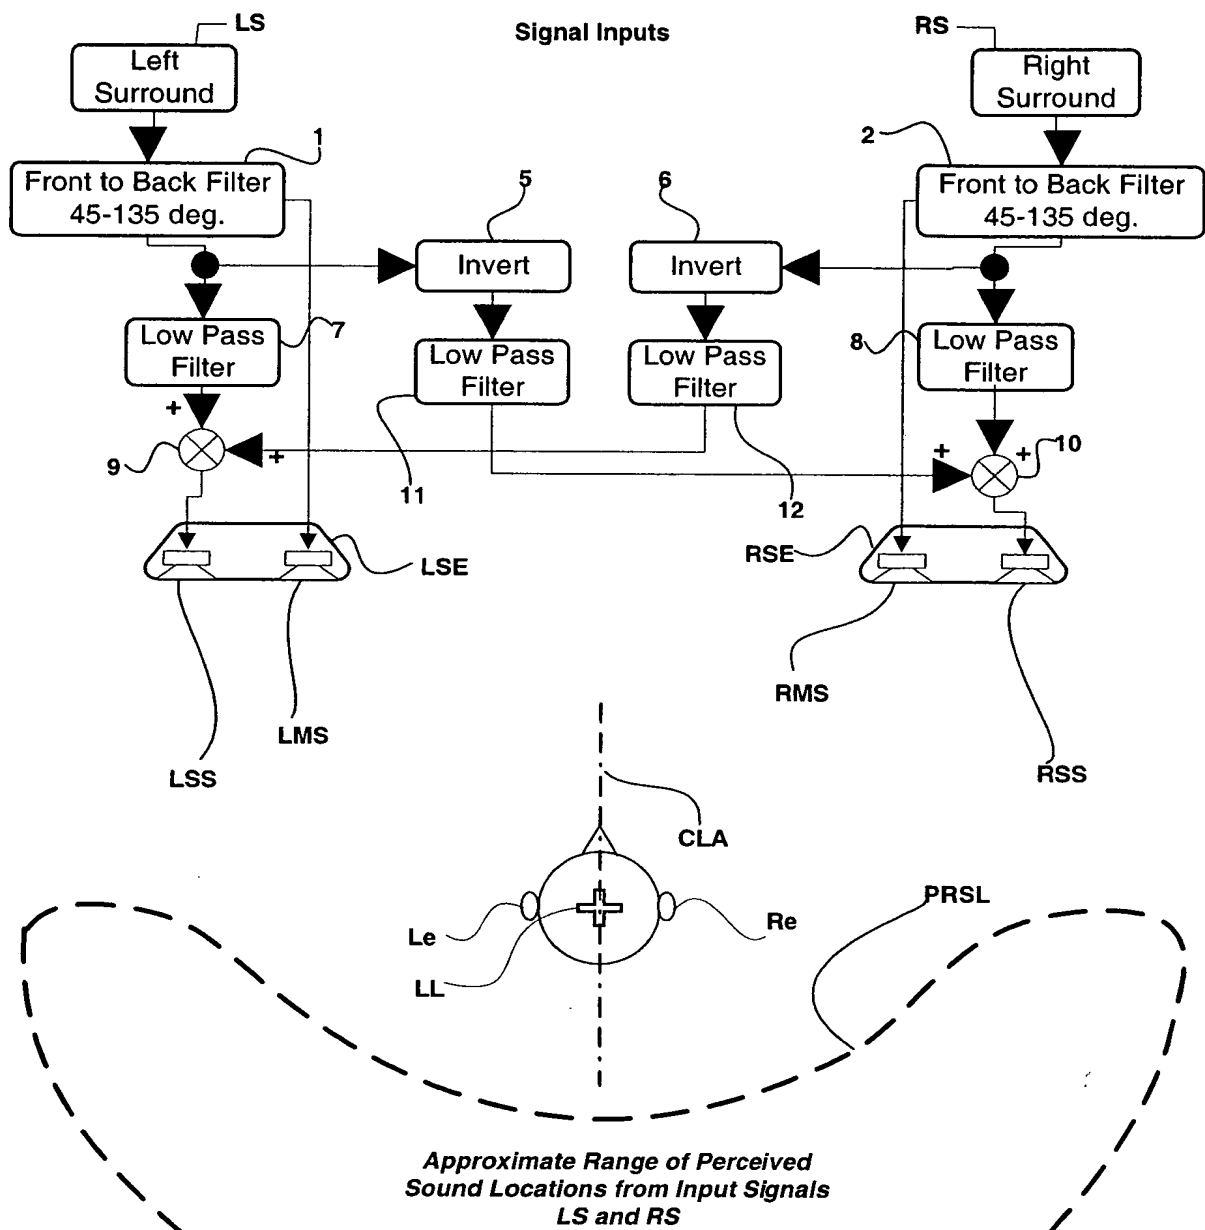 LS
Signal Inputs
RS
Left
Surround
Right
Surround
1
2
Front to Back Filter
45-135 deg.
Front to Back Filter
45-135 deg.
5
6
Invert
Invert
7
8
Low Pass
Filter
Low Pass
Filter
Low Pass
Filter
Low Pass
Filter
+
+
+
+
9
10
11
12
LSE
RSE
LSS
LMS
RMS
RSS
CLA
PRSL
Le
Re
LL
Approximate Range of Perceived
Sound Locations from Input Signals
LS and RS